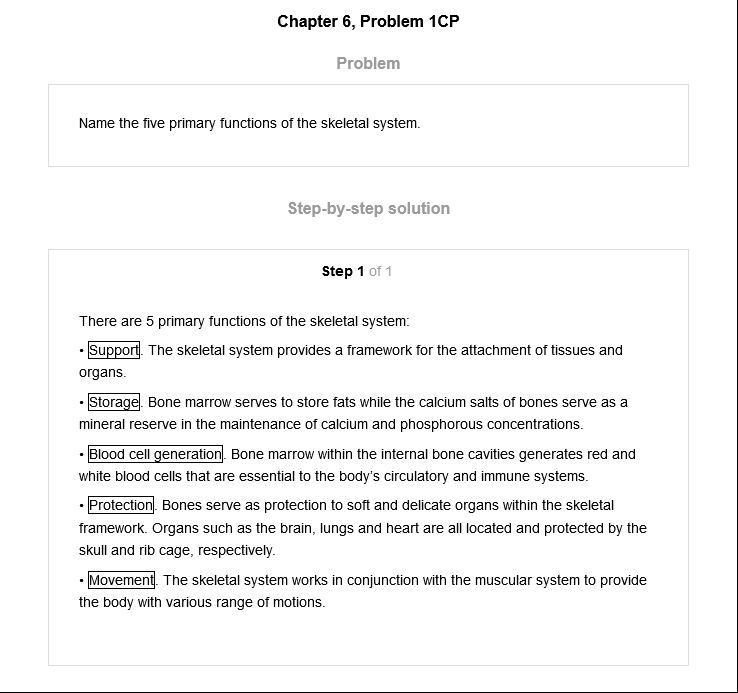 Chapter 6, Problem 1CP
Problem
Name the five primary functions of the skeletal system.
Step-by-step solution
Step 1 of 1
There are 5 primary functions of the skeletal system:
• Support. The skeletal system provides a framework for the attachment of tissues and
organs.
• Storage. Bone marrow serves to store fats while the calcium salts of bones serve as a
mineral reserve in the maintenance of calcium and phosphorous concentrations.
• Blood cell generation. Bone marrow within the internal bone cavities generates red and
white blood cells that are essential to the body's circulatory and immune systems.
• Protection. Bones serve as protection to soft and delicate organs within the skeletal
framework. Organs such as the brain, lungs and heart are all located and protected by the
skull and rib cage, respectively.
• Movement. The skeletal system works in conjunction with the muscular system to provide
the body with various range of motions.